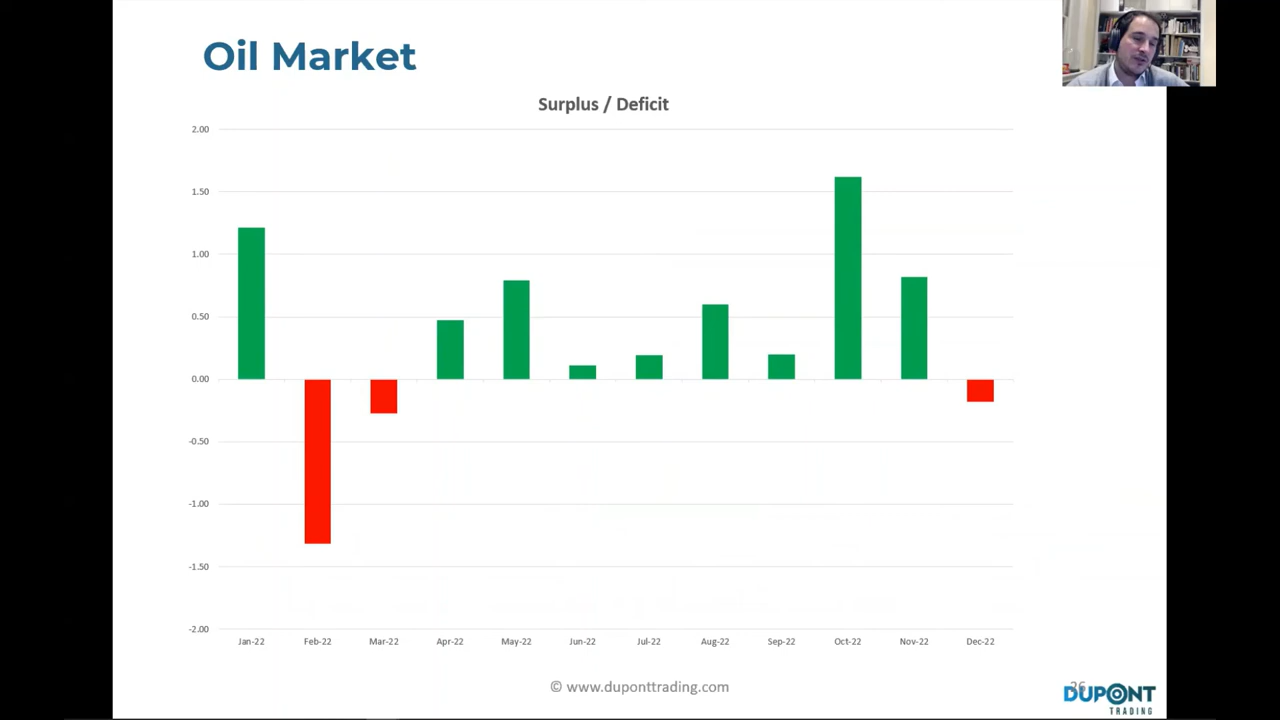 Oil Market
Surplus / Deficit
2.00
1.50
1.00
0.50
0.00
-0.50
-1.00
-1.50
-2.00
Jan-22 Feb-22 Mar-22 Apr-22 May-22 Jun-22 Jul-22 Aug-22 Sep-22 Oct-22 Nov-22 Dec-22
© www.duponttrading.com
26
DUPONT
TRADING